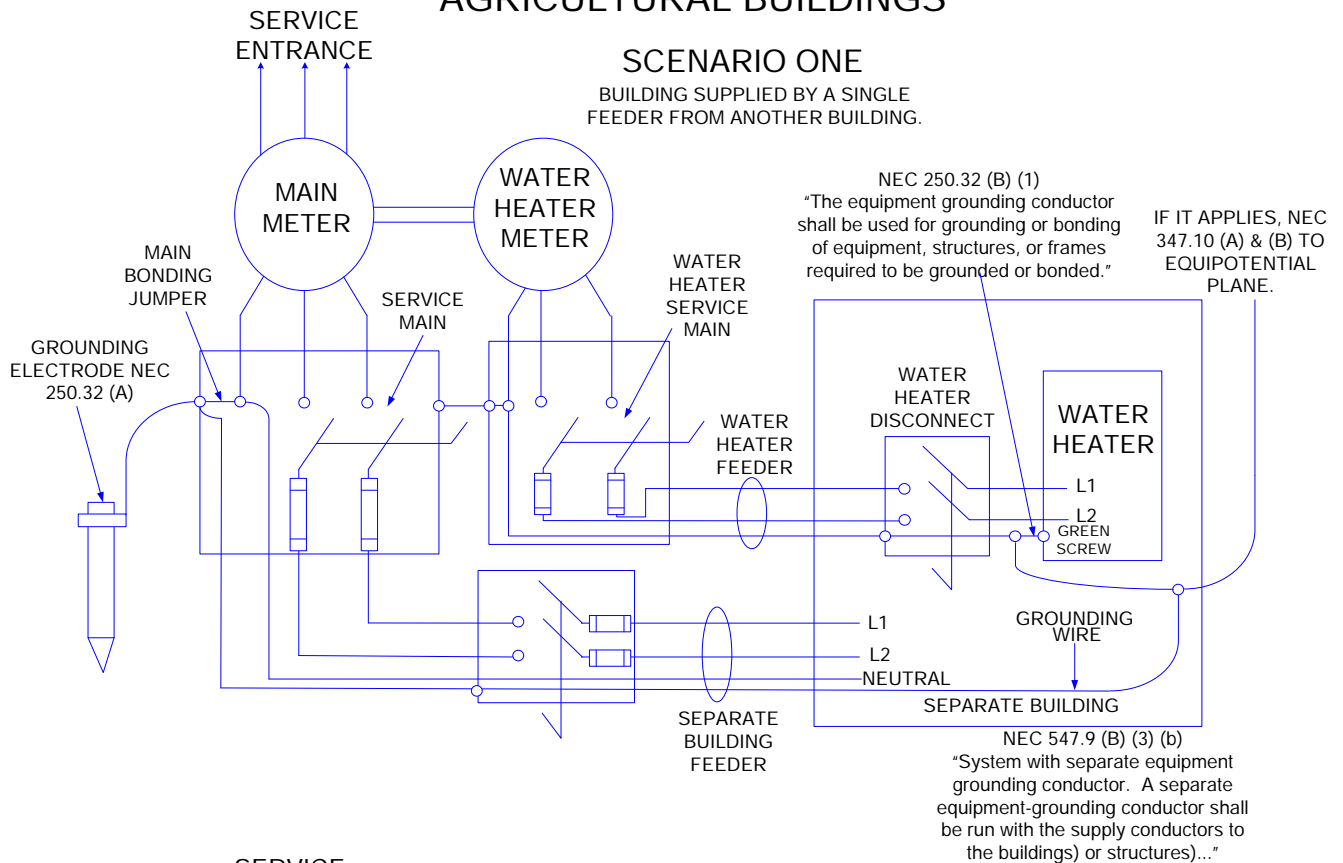 AGRICULTURAL BUILDINGS
SERVICE
ENTRANCE
SCENARIO ONE
BUILDING SUPPLIED BY A SINGLE
FEEDER FROM ANOTHER BUILDING.
MAIN
METER
WATER
HEATER
METER
NEC 250.32 (B) (1)
"The equipment grounding conductor
shall be used for grounding or bonding
of equipment, structures, or frames
required to be grounded or bonded."
IF IT APPLIES, NEC
347.10 (A) & (B) TO
EQUIPOTENTIAL
PLANE.
MAIN
BONDING
JUMPER
SERVICE
MAIN
WATER
HEATER
SERVICE
MAIN
GROUNDING
ELECTRODE NEC
250.32 (A)
WATER
HEATER
FEEDER
WATER
HEATER
DISCONNECT
WATER
HEATER
L1
L2
GREEN
SCREW
L1
L2
NEUTRAL
GROUNDING
WIRE
SEPARATE BUILDING
SEPARATE
BUILDING
FEEDER
NEC 547.9 (B) (3) (b)
"System with separate equipment
grounding conductor. A separate
equipment-grounding conductor shall
be run with the supply conductors to
the buildings) or structures)..."
SERVICE